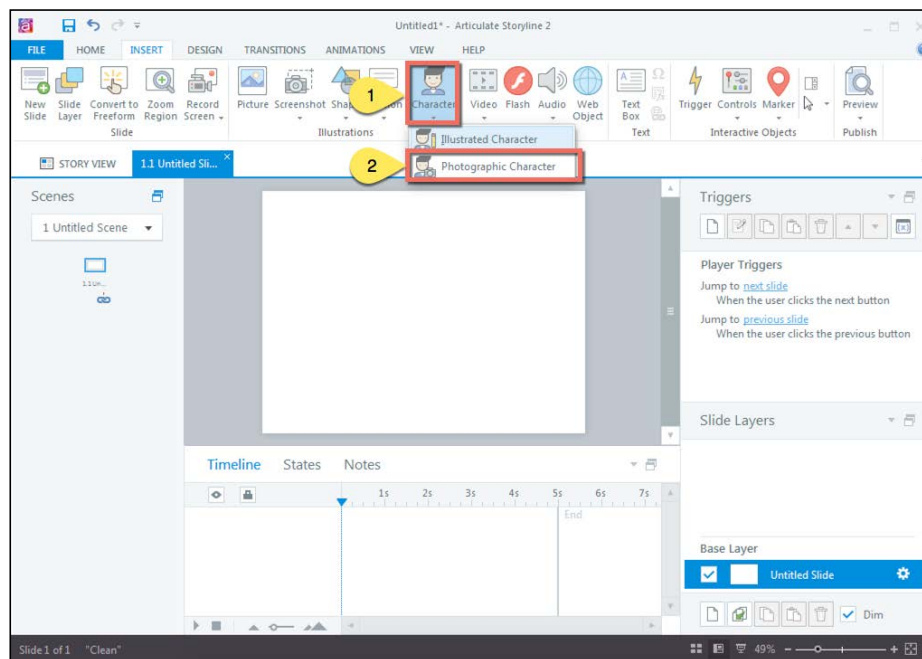 Untitled1* - Articulate Storyline 2
FILE HOME INSERT DESIGN TRANSITIONS ANIMATIONS VIEW HELP
New Slide
Slide Layer
Convert to Freeform
Zoom Region
Record Screen
Picture
Screenshot
1
Character
Video
Flash
Audio
Web Object
Text Box
Trigger
Controls
Marker
Preview
Slide
Illustrations
Text
Interactive Objects
Publish
Illustrated Character
2
Photographic Character
STORY VIEW
1.1 Untitled Sli...
Scenes
1 Untitled Scene
1.1 Un...
Triggers
Player Triggers
Jump to next slide
When the user clicks the next button
Jump to previous slide
When the user clicks the previous button
Slide Layers
Timeline States Notes
1s 2s 3s 4s 5s 6s 7s
End
Base Layer
Untitled Slide
Dim
Slide 1 of 1 "Clean"
49%